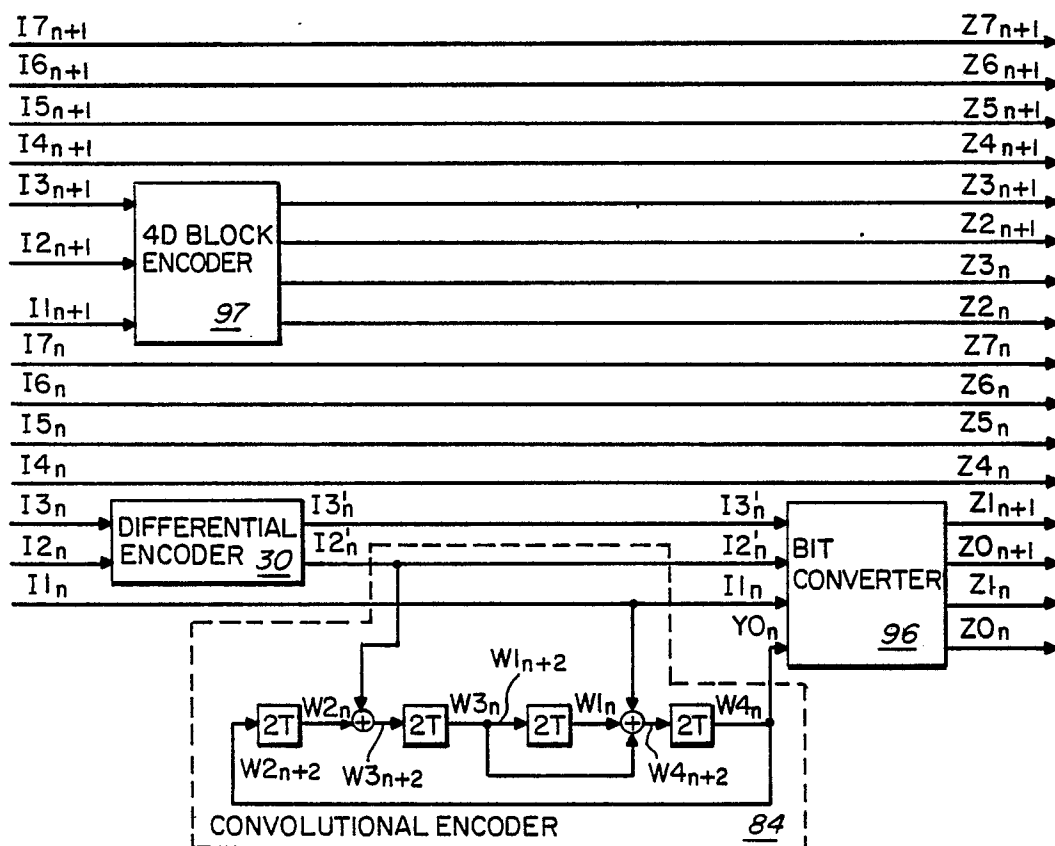 I7n+1 Z7n+1
I6n+1 Z6n+1
I5n+1 Z5n+1
I4n+1 Z4n+1
I3n+1 Z3n+1
4D BLOCK
ENCODER
97
I2n+1 Z2n+1
Z3n
I1n+1 Z2n
I7n Z7n
I6n Z6n
I5n Z5n
I4n Z4n
I3n I3'n I3'n Z1n+1
DIFFERENTIAL
ENCODER 30
I2n I2'n I2'n Z0n+1
BIT
CONVERTER
96
I1n I1n Z1n
Y0n Z0n
W1n+2
2T W2n + 2T W3n 2T W1n + 2T W4n
W2n+2 W3n+2 W4n+2
CONVOLUTIONAL ENCODER 84